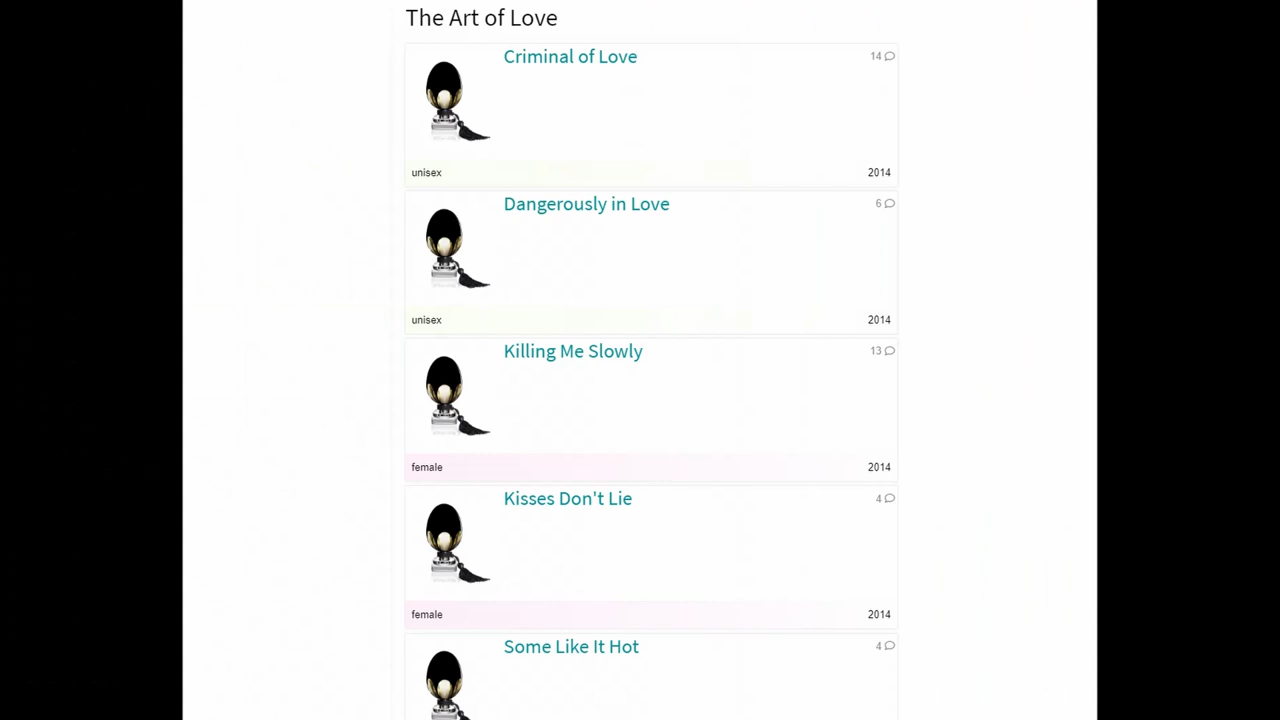 The Art of Love
Criminal of Love
14
unisex
2014
Dangerously in Love
6
unisex
2014
Killing Me Slowly
13
female
2014
Kisses Don't Lie
4
female
2014
Some Like It Hot
4